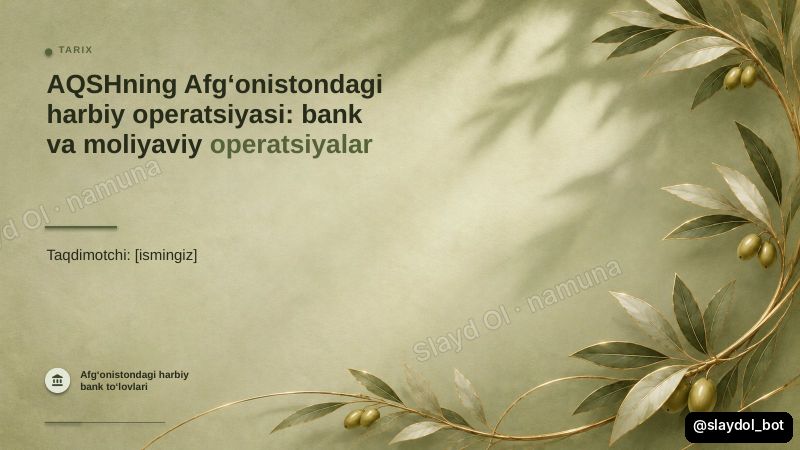 TARIX
AQSHning Afg‘onistondagi
harbiy operatsiyasi: bank
va moliyaviy operatsiyalar
yd Ol · namuna
Taqdimotchi: [ismingiz]
Slayd Ol · namuna
Afg‘onistondagi harbiy
bank to‘lovlari
@slaydol_bot